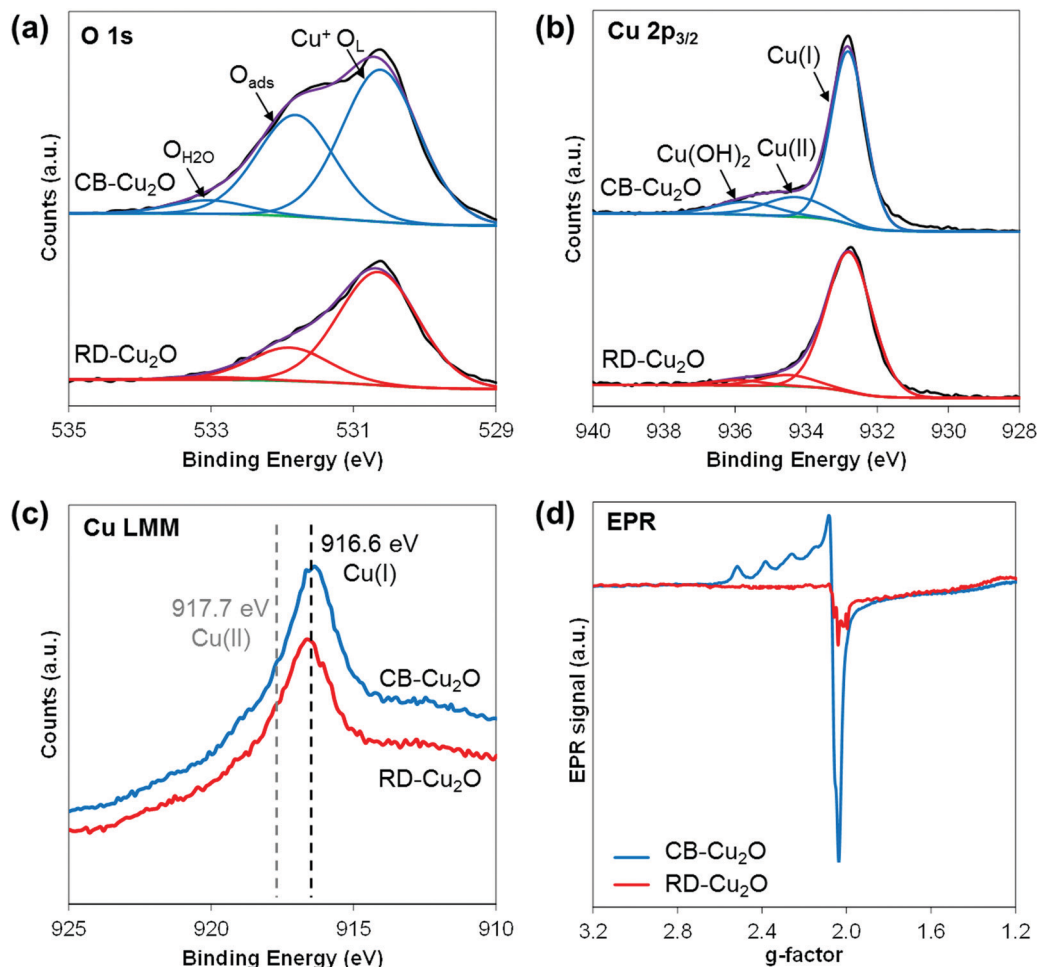 (a) O 1s
Cu⁺ O_L
O_ads
O_H2O
CB-Cu₂O
RD-Cu₂O
Counts (a.u.)
535 533 531 529
Binding Energy (eV)
(b) Cu 2p₃/₂
Cu(I)
Cu(OH)₂ Cu(II)
CB-Cu₂O
RD-Cu₂O
Counts (a.u.)
940 938 936 934 932 930 928
Binding Energy (eV)
(c) Cu LMM
916.6 eV
Cu(I)
917.7 eV
Cu(II)
CB-Cu₂O
RD-Cu₂O
Counts (a.u.)
925 920 915 910
Binding Energy (eV)
(d) EPR
EPR signal (a.u.)
CB-Cu₂O
RD-Cu₂O
3.2 2.8 2.4 2.0 1.6 1.2
g-factor